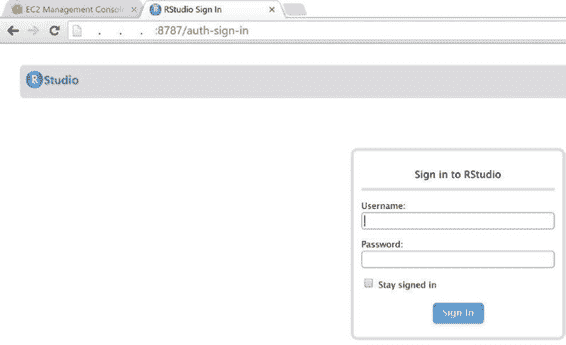 EC2 Management Consol
RStudio Sign In
. . . :8787/auth-sign-in
R Studio
Sign in to RStudio
Username:
Password:
Stay signed in
Sign In